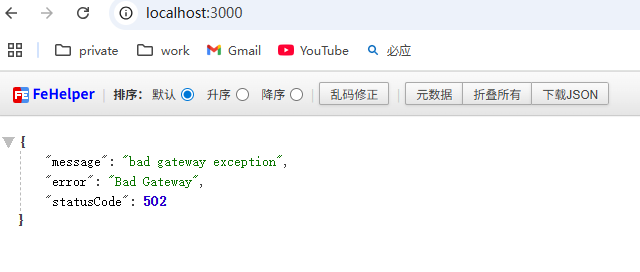 localhost:3000
private work Gmail YouTube 必应
FE FeHelper 排序： 默认 升序 降序 乱码修正 元数据 折叠所有 下载JSON
{
"message": "bad gateway exception",
"error": "Bad Gateway",
"statusCode": 502
}